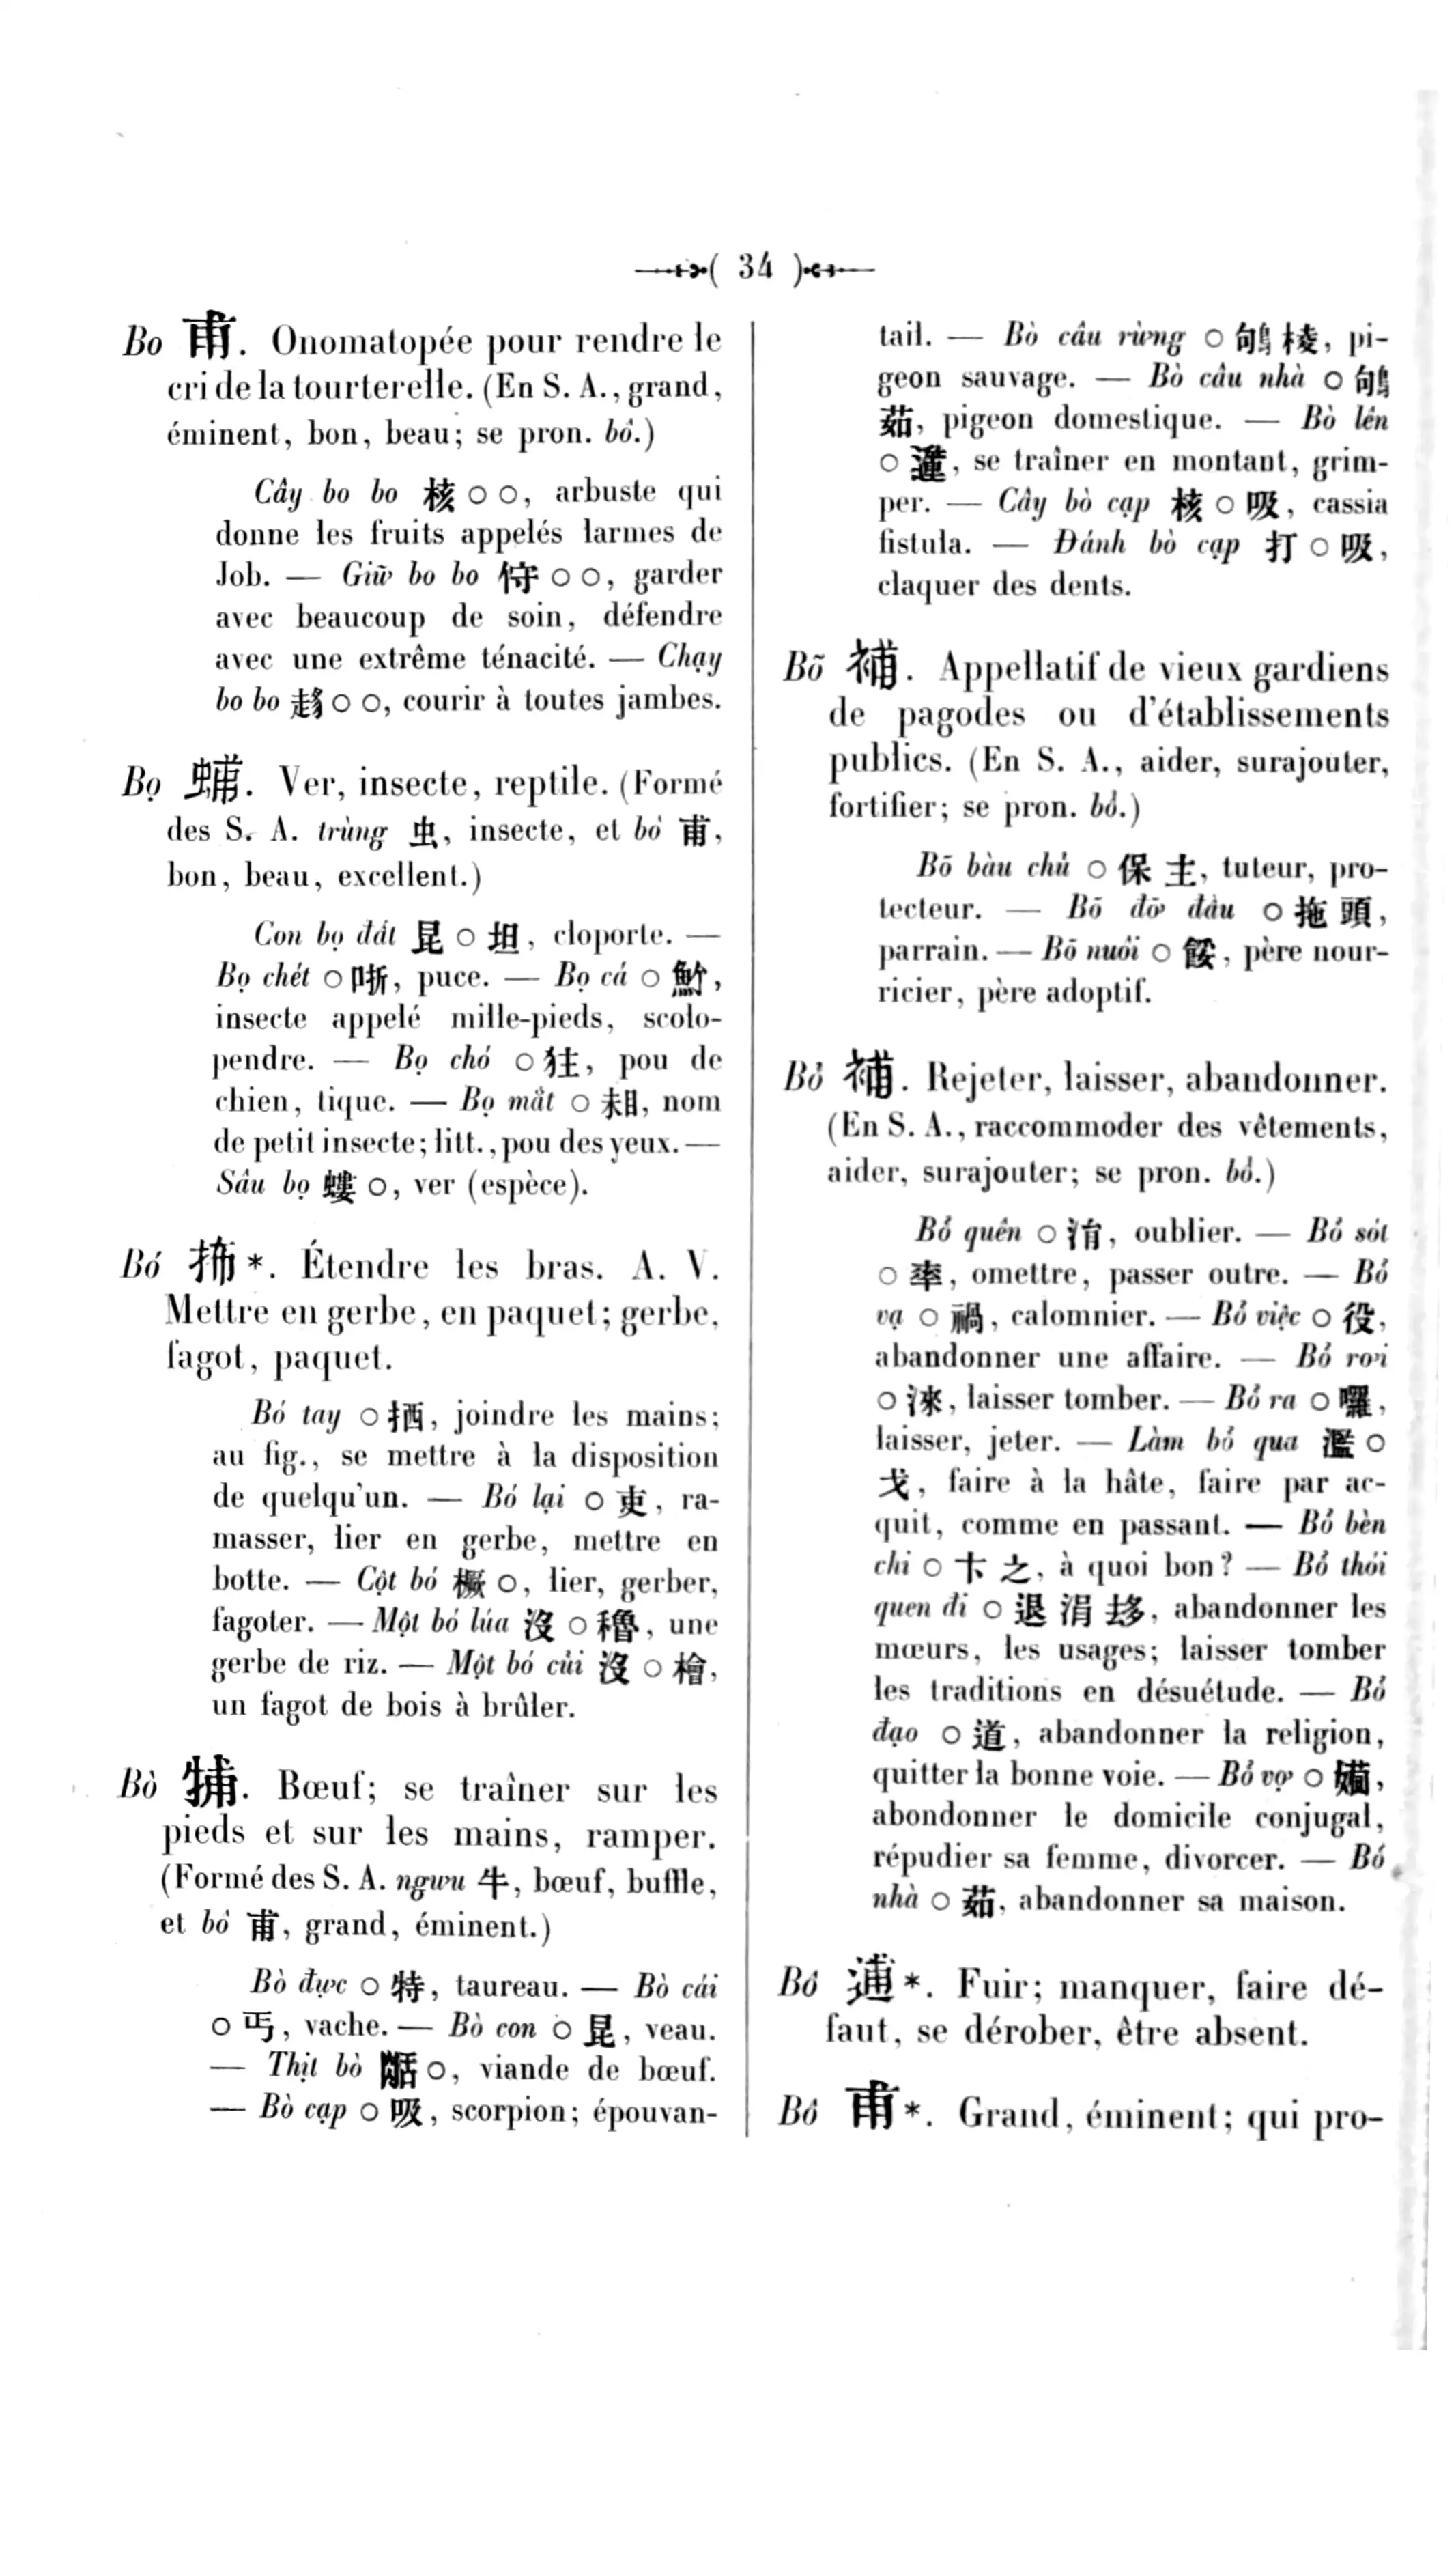 ( 34 )
Bo 甫. Onomatopée pour rendre le
cri de la tourterelle. (En S. A., grand,
éminent, bon, beau; se pron. bổ.)
Cây bo bo 核 ○ ○, arbuste qui
donne les fruits appelés larmes de
Job. — Giữ bo bo 㑏 ○ ○, garder
avec beaucoup de soin, défendre
avec une extrême ténacité. — Chạy
bo bo 趍 ○ ○, courir à toutes jambes.
Bọ 蜅. Ver, insecte, reptile. (Formé
des S. A. trùng 虫, insecte, et bổ 甫,
bon, beau, excellent.)
Con bọ đất 昆 ○ 坦, cloporte. —
Bọ chét ○ 哳, puce. — Bọ cá ○,
insecte appelé mille-pieds, scolo-
pendre. — Bọ chó ○ 㹥, pou de
chien, tique. — Bọ mắt ○ 眜, nom
de petit insecte; litt., pou des yeux. —
Sâu bọ 螻 ○, ver (espèce).
Bó 抪 *. Étendre les bras. A. V.
Mettre en gerbe, en paquet; gerbe,
fagot, paquet.
Bó tay ○ 拪, joindre les mains;
au fig., se mettre à la disposition
de quelqu'un. — Bó lại ○ 吏, ra-
masser, lier en gerbe, mettre en
botte. — Cột bó 橛 ○, lier, gerber,
fagoter. — Một bó lúa 沒 ○ 穭, une
gerbe de riz. — Một bó củi 沒 ○ 檜,
un fagot de bois à brûler.
Bò 㹀. Bœuf; se traîner sur les
pieds et sur les mains, ramper.
(Formé des S. A. ngưu 牛, bœuf, buffle,
et bổ 甫, grand, éminent.)
Bò đực ○ 特, taureau. — Bò cái
○ 丐, vache. — Bò con ○ 昆, veau.
— Thịt bò ○, viande de bœuf.
— Bò cạp ○ 吸, scorpion; épouvan-
tail. — Bò câu rừng ○ 鴝 棱, pi-
geon sauvage. — Bò câu nhà ○ 鴝
茹, pigeon domestique. — Bò lên
○, se traîner en montant, grim-
per. — Cây bò cạp 核 ○ 吸, cassia
fistula. — Đánh bò cạp 打 ○ 吸,
claquer des dents.
Bõ 補. Appellatif de vieux gardiens
de pagodes ou d'établissements
publics. (En S. A., aider, surajouter,
fortifier; se pron. bổ.)
Bõ bàu chủ ○ 保 主, tuteur, pro-
tecteur. — Bõ đỡ đầu ○ 拖 頭,
parrain. — Bõ nuôi ○ 餒, père nour-
ricier, père adoptif.
Bỏ 補. Rejeter, laisser, abandonner.
(En S. A., raccommoder des vêtements,
aider, surajouter; se pron. bổ.)
Bỏ quên ○, oublier. — Bỏ sót
○ 率, omettre, passer outre. — Bỏ
vạ ○ 禍, calomnier. — Bỏ việc ○ 役,
abandonner une affaire. — Bỏ rơi
○ 淶, laisser tomber. — Bỏ ra ○ 囉,
laisser, jeter. — Làm bỏ qua 濫 ○
戈, faire à la hâte, faire par ac-
quit, comme en passant. — Bỏ bèn
chi ○ 卞 之, à quoi bon? — Bỏ thói
quen đi ○ 退 涓 趍, abandonner les
mœurs, les usages; laisser tomber
les traditions en désuétude. — Bỏ
đạo ○ 道, abandonner la religion,
quitter la bonne voie. — Bỏ vợ ○,
abondonner le domicile conjugal,
répudier sa femme, divorcer. — Bỏ
nhà ○ 茹, abandonner sa maison.
Bô 逋 *. Fuir; manquer, faire dé-
faut, se dérober, être absent.
Bổ 甫 *. Grand, éminent; qui pro-